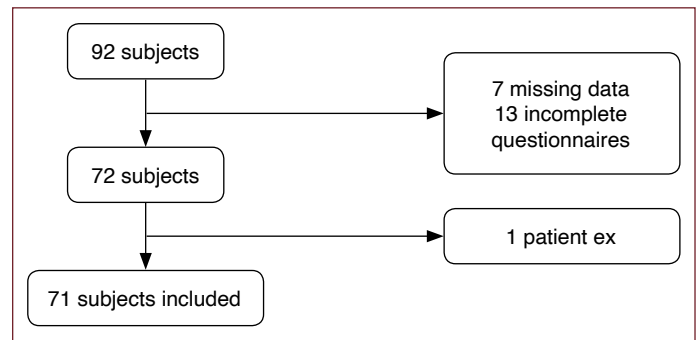 92 subjects
7 missing data
13 incomplete
questionnaires
72 subjects
1 patient ex
71 subjects included